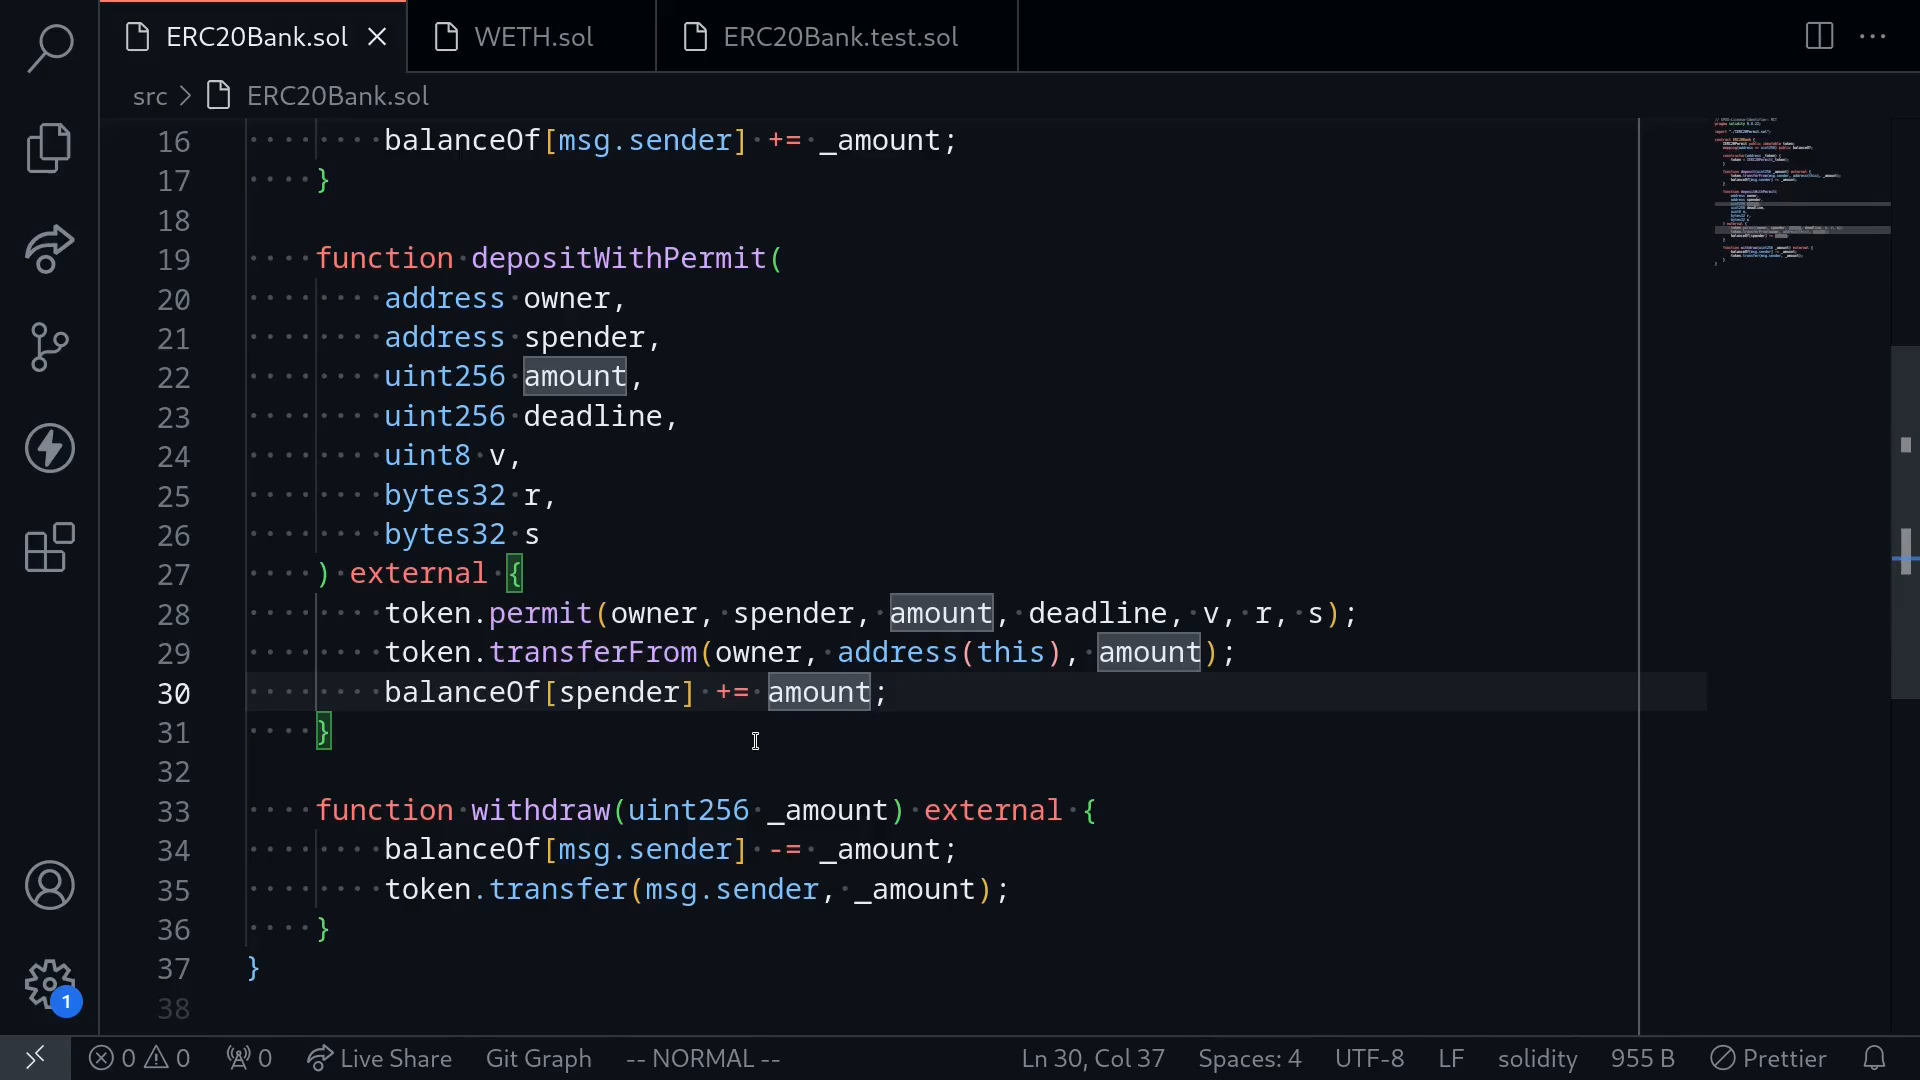 ERC20Bank.sol
WETH.sol
ERC20Bank.test.sol
src > ERC20Bank.sol
16 balanceOf[msg.sender] += _amount;
17 }
18
19 function depositWithPermit(
20 address owner,
21 address spender,
22 uint256 amount,
23 uint256 deadline,
24 uint8 v,
25 bytes32 r,
26 bytes32 s
27 ) external {
28 token.permit(owner, spender, amount, deadline, v, r, s);
29 token.transferFrom(owner, address(this), amount);
30 balanceOf[spender] += amount;
31 }
32
33 function withdraw(uint256 _amount) external {
34 balanceOf[msg.sender] -= _amount;
35 token.transfer(msg.sender, _amount);
36 }
37 }
38
1
0 0 0 Live Share Git Graph -- NORMAL -- Ln 30, Col 37 Spaces: 4 UTF-8 LF solidity 955 B Prettier